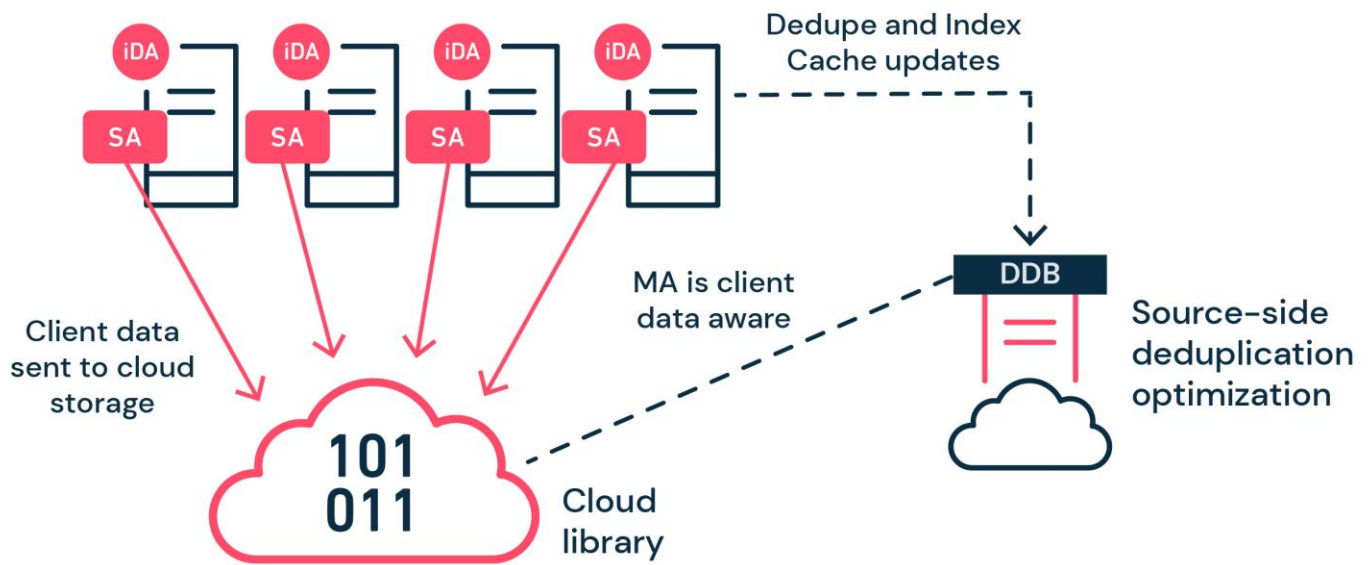 iDA
iDA
iDA
iDA
SA
SA
SA
SA
Dedupe and Index
Cache updates
Client data
sent to cloud
storage
MA is client
data aware
DDB
Source-side
deduplication
optimization
101
011
Cloud
library